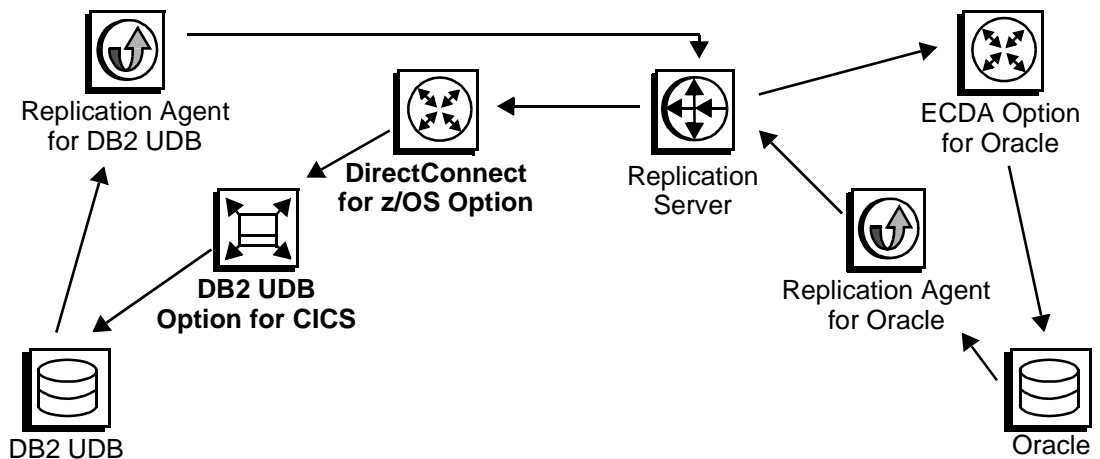 Replication Agent
for DB2 UDB
DirectConnect
for z/OS Option
Replication
Server
ECDA Option
for Oracle
DB2 UDB
Option for CICS
Replication Agent
for Oracle
DB2 UDB
Oracle